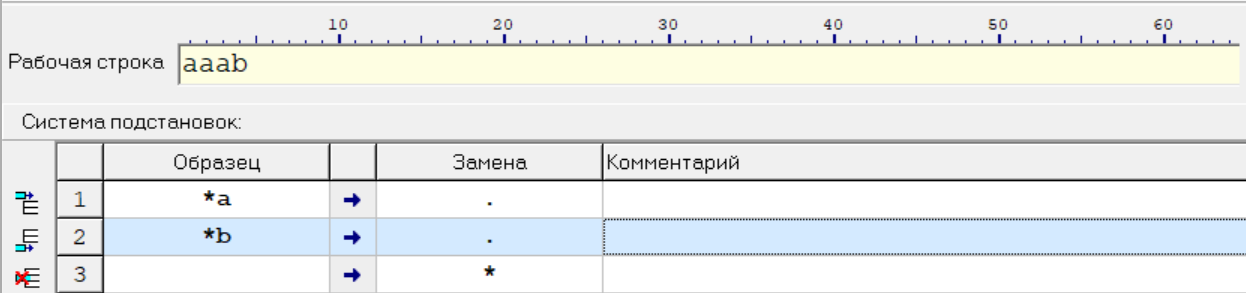 10 20 30 40 50 60
Рабочая строка aaab
Система подстановок:
Образец Замена Комментарий
1 *a ➜ .
2 *b ➜ .
3 ➜ *